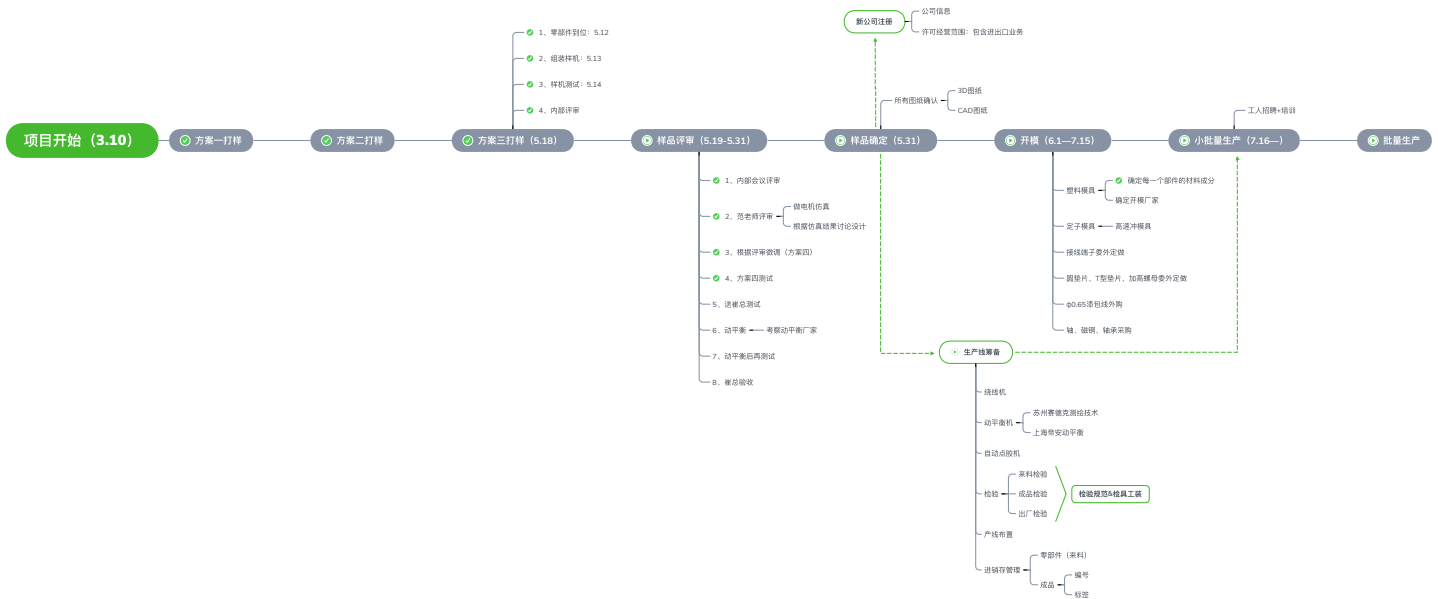 项目开始（3.10）
方案一打样
方案二打样
方案三打样（5.18）
1、零部件到位：5.12
2、组装样机：5.13
3、样机测试：5.14
4、内部评审
样品评审（5.19-5.31）
1、内部会议评审
2、范老师评审
做电机仿真
根据仿真结果讨论设计
3、根据评审微调（方案四）
4、方案四测试
5、送崔总测试
6、动平衡
考察动平衡厂家
7、动平衡后再测试
8、崔总验收
样品确定（5.31）
所有图纸确认
3D图纸
CAD图纸
新公司注册
公司信息
许可经营范围：包含进出口业务
开模（6.1—7.15）
塑料模具
确定每一个部件的材料成分
确定开模厂家
定子模具
高速冲模具
接线端子委外定做
圆垫片、T型垫片、加高螺母委外定做
φ0.65漆包线外购
轴、磁钢、轴承采购
小批量生产（7.16—）
工人招聘+培训
批量生产
生产线筹备
绕线机
动平衡机
苏州赛德克测绘技术
上海帝安动平衡
自动点胶机
检验
来料检验
成品检验
出厂检验
检验规范&检具工装
产线布置
进销存管理
零部件（来料）
成品
编号
标签